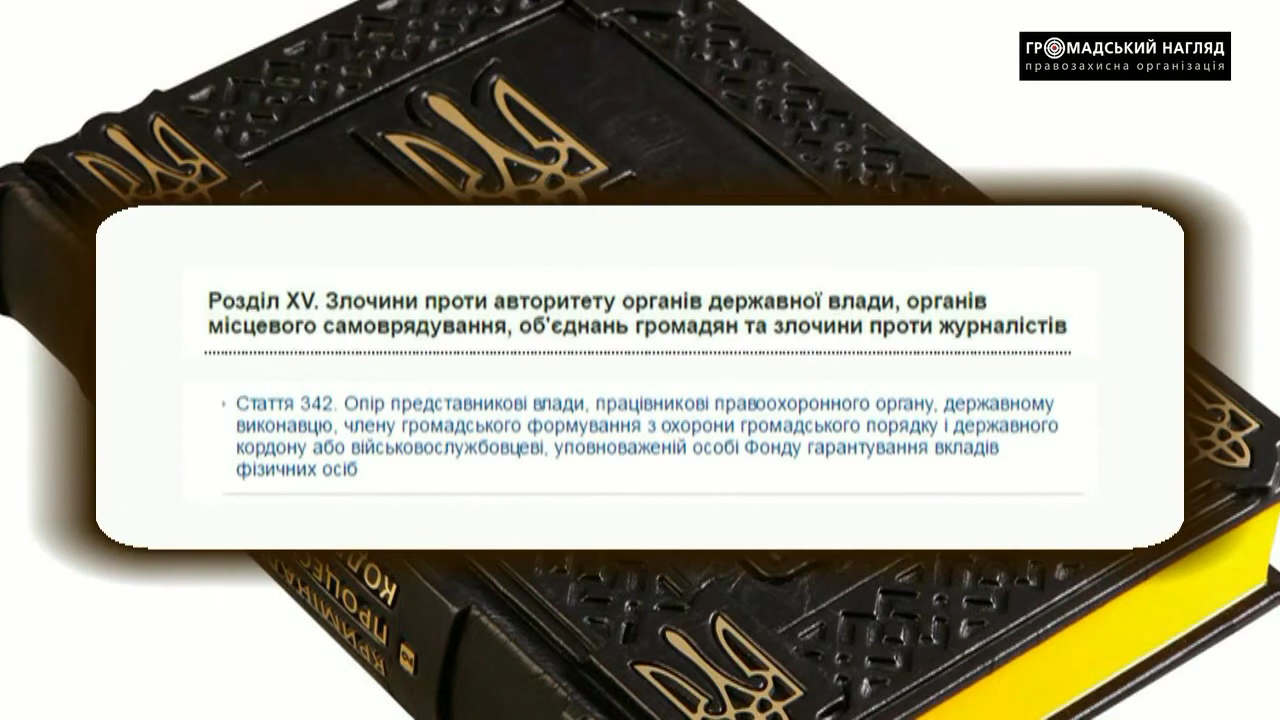 ГРОМАДСЬКИЙ НАГЛЯД
правозахисна організація
Розділ XV. Злочини проти авторитету органів державної влади, органів
місцевого самоврядування, об'єднань громадян та злочини проти журналістів
Стаття 342. Опір представникові влади, працівникові правоохоронного органу, державному
виконавцю, члену громадського формування з охорони громадського порядку і державного
кордону або військовослужбовцеві, уповноваженій особі Фонду гарантування вкладів
фізичних осіб